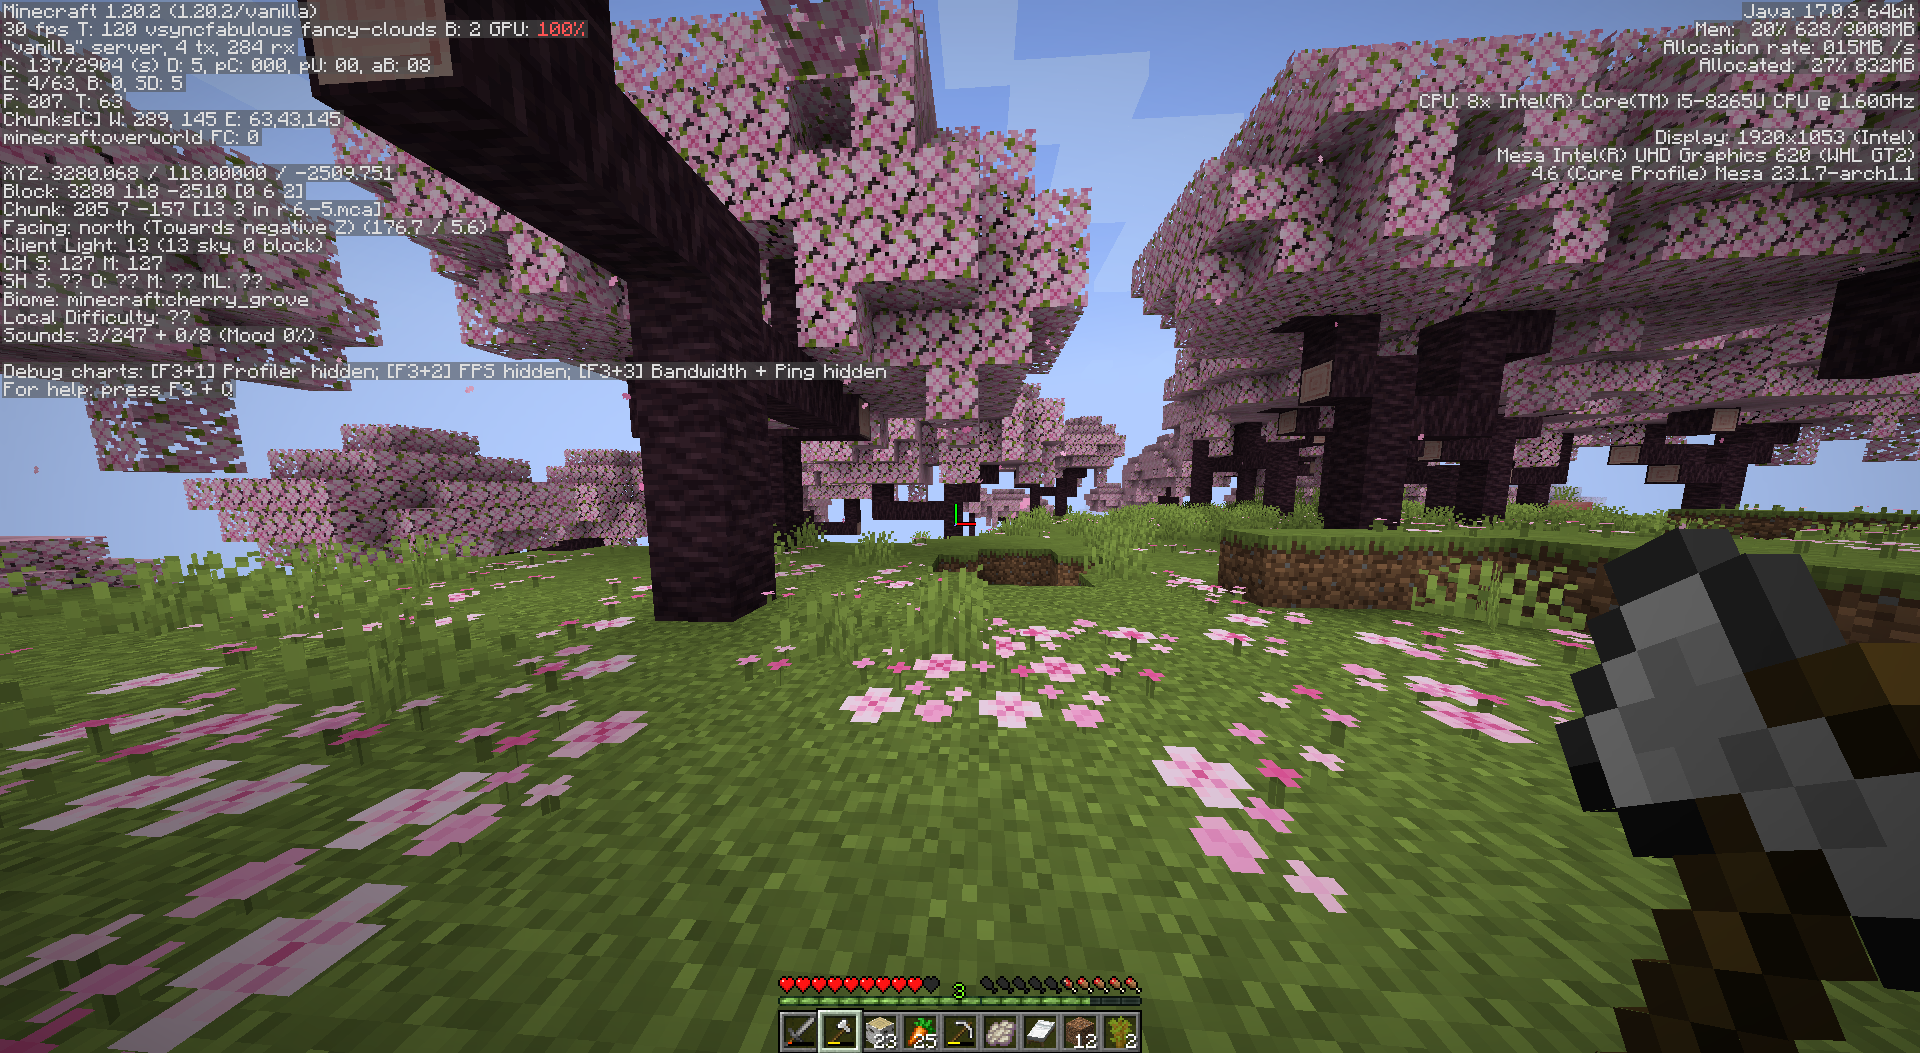 Minecraft 1.20.2 (1.20.2/vanilla)
30 fps T: 120 vsyncfabulous fancy-clouds B: 2 GPU: 100%
"vanilla" server, 4 tx, 284 rx
C: 137/2904 (s) D: 5, pC: 000, pU: 00, aB: 08
E: 4/63, B: 0, SD: 5
P: 207. T: 63
Chunks[C] W: 289, 145 E: 63,43,145
minecraft:overworld FC: 0
XYZ: 3280.068 / 118.00000 / -2509.751
Block: 3280 118 -2510 [0 6 2]
Chunk: 205 7 -157 [13 3 in r.6.-5.mca]
Facing: north (Towards negative Z) (176.7 / 5.6)
Client Light: 13 (13 sky, 0 block)
CH S: 127 M: 127
SH S: ?? O: ?? M: ?? ML: ??
Biome: minecraft:cherry_grove
Local Difficulty: ??
Sounds: 3/247 + 0/8 (Mood 0%)
Debug charts: [F3+1] Profiler hidden; [F3+2] FPS hidden; [F3+3] Bandwidth + Ping hidden
For help: press F3 + Q
Java: 17.0.3 64bit
Mem: 20% 628/3008MB
Allocation rate: 015MB /s
Allocated: 27% 832MB
CPU: 8x Intel(R) Core(TM) i5-8265U CPU @ 1.60GHz
Display: 1920x1053 (Intel)
Mesa Intel(R) UHD Graphics 620 (WHL GT2)
4.6 (Core Profile) Mesa 23.1.7-arch1.1
3
23 25 12 2